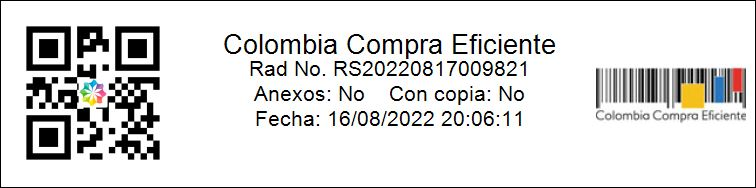 Colombia Compra Eficiente
Rad No. RS20220817009821
Anexos: No    Con copia: No
Fecha: 16/08/2022 20:06:11
Colombia Compra Eficiente